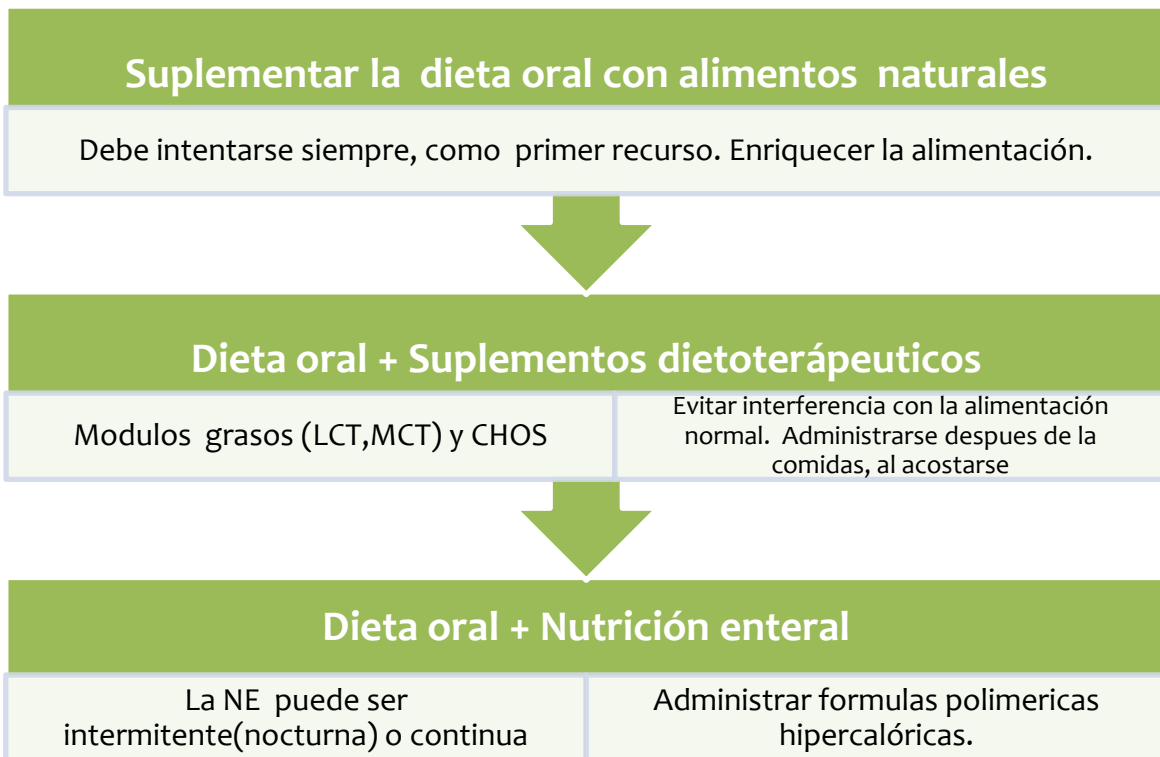 Suplementar la dieta oral con alimentos naturales
Debe intentarse siempre, como primer recurso. Enriquecer la alimentación.
Dieta oral + Suplementos dietoterápeuticos
Modulos grasos (LCT,MCT) y CHOS
Evitar interferencia con la alimentación
normal. Administrarse despues de la
comidas, al acostarse
Dieta oral + Nutrición enteral
La NE puede ser
intermitente(nocturna) o continua
Administrar formulas polimericas
hipercalóricas.